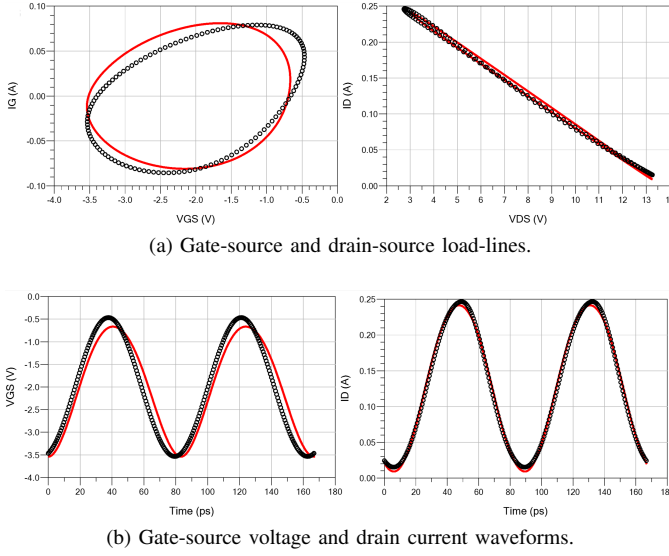 0.10
0.05
0.00
-0.05
-0.10
IG (A)
-4.0 -3.5 -3.0 -2.5 -2.0 -1.5 -1.0 -0.5 0.0
VGS (V)
0.25
0.20
0.15
0.10
0.05
0.00
ID (A)
2 3 4 5 6 7 8 9 10 11 12 13 1
VDS (V)
(a) Gate-source and drain-source load-lines.
0.0
-0.5
-1.0
-1.5
-2.0
-2.5
-3.0
-3.5
-4.0
VGS (V)
0 20 40 60 80 100 120 140 160 180
Time (ps)
0.25
0.20
0.15
0.10
0.05
0.00
ID (A)
0 20 40 60 80 100 120 140 160 18
Time (ps)
(b) Gate-source voltage and drain current waveforms.